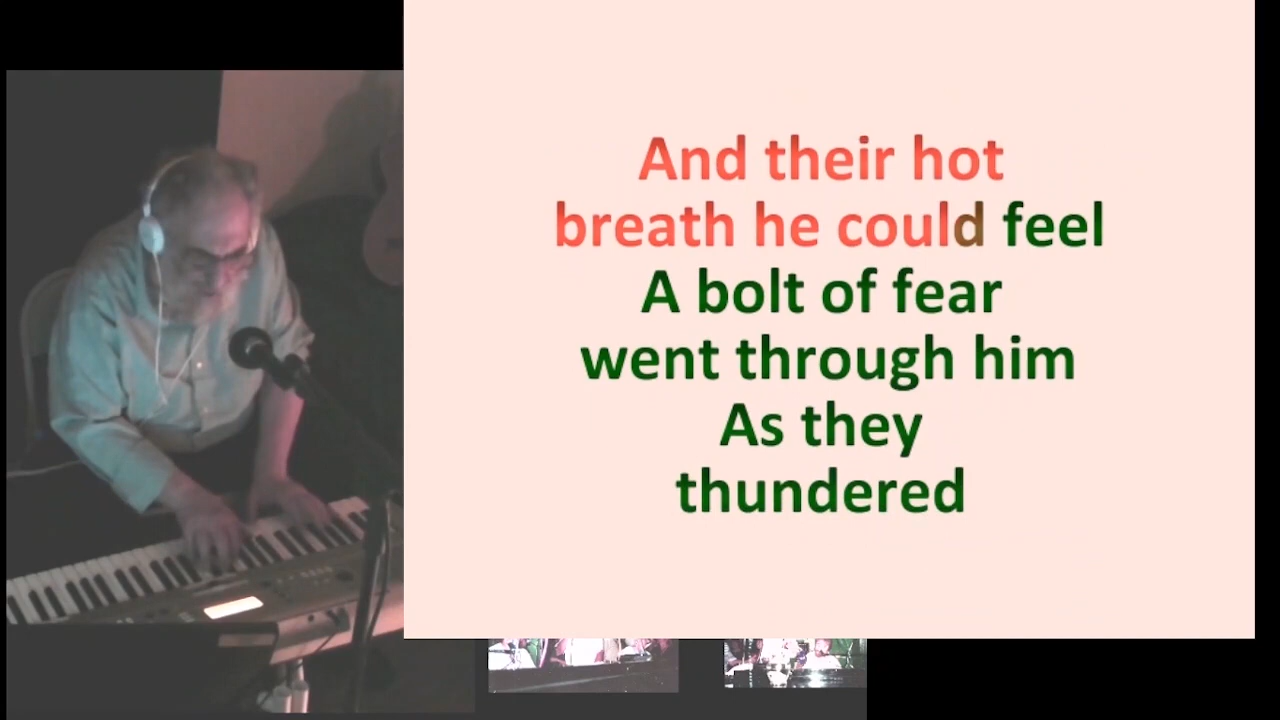 And their hot
breath he could feel
A bolt of fear
went through him
As they
thundered